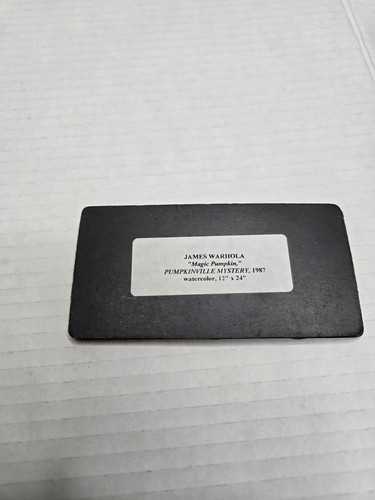 JAMES WARHOLA
"Magic Pumpkin,"
PUMPKINVILLE MYSTERY, 1987
watercolor, 12" x 24"